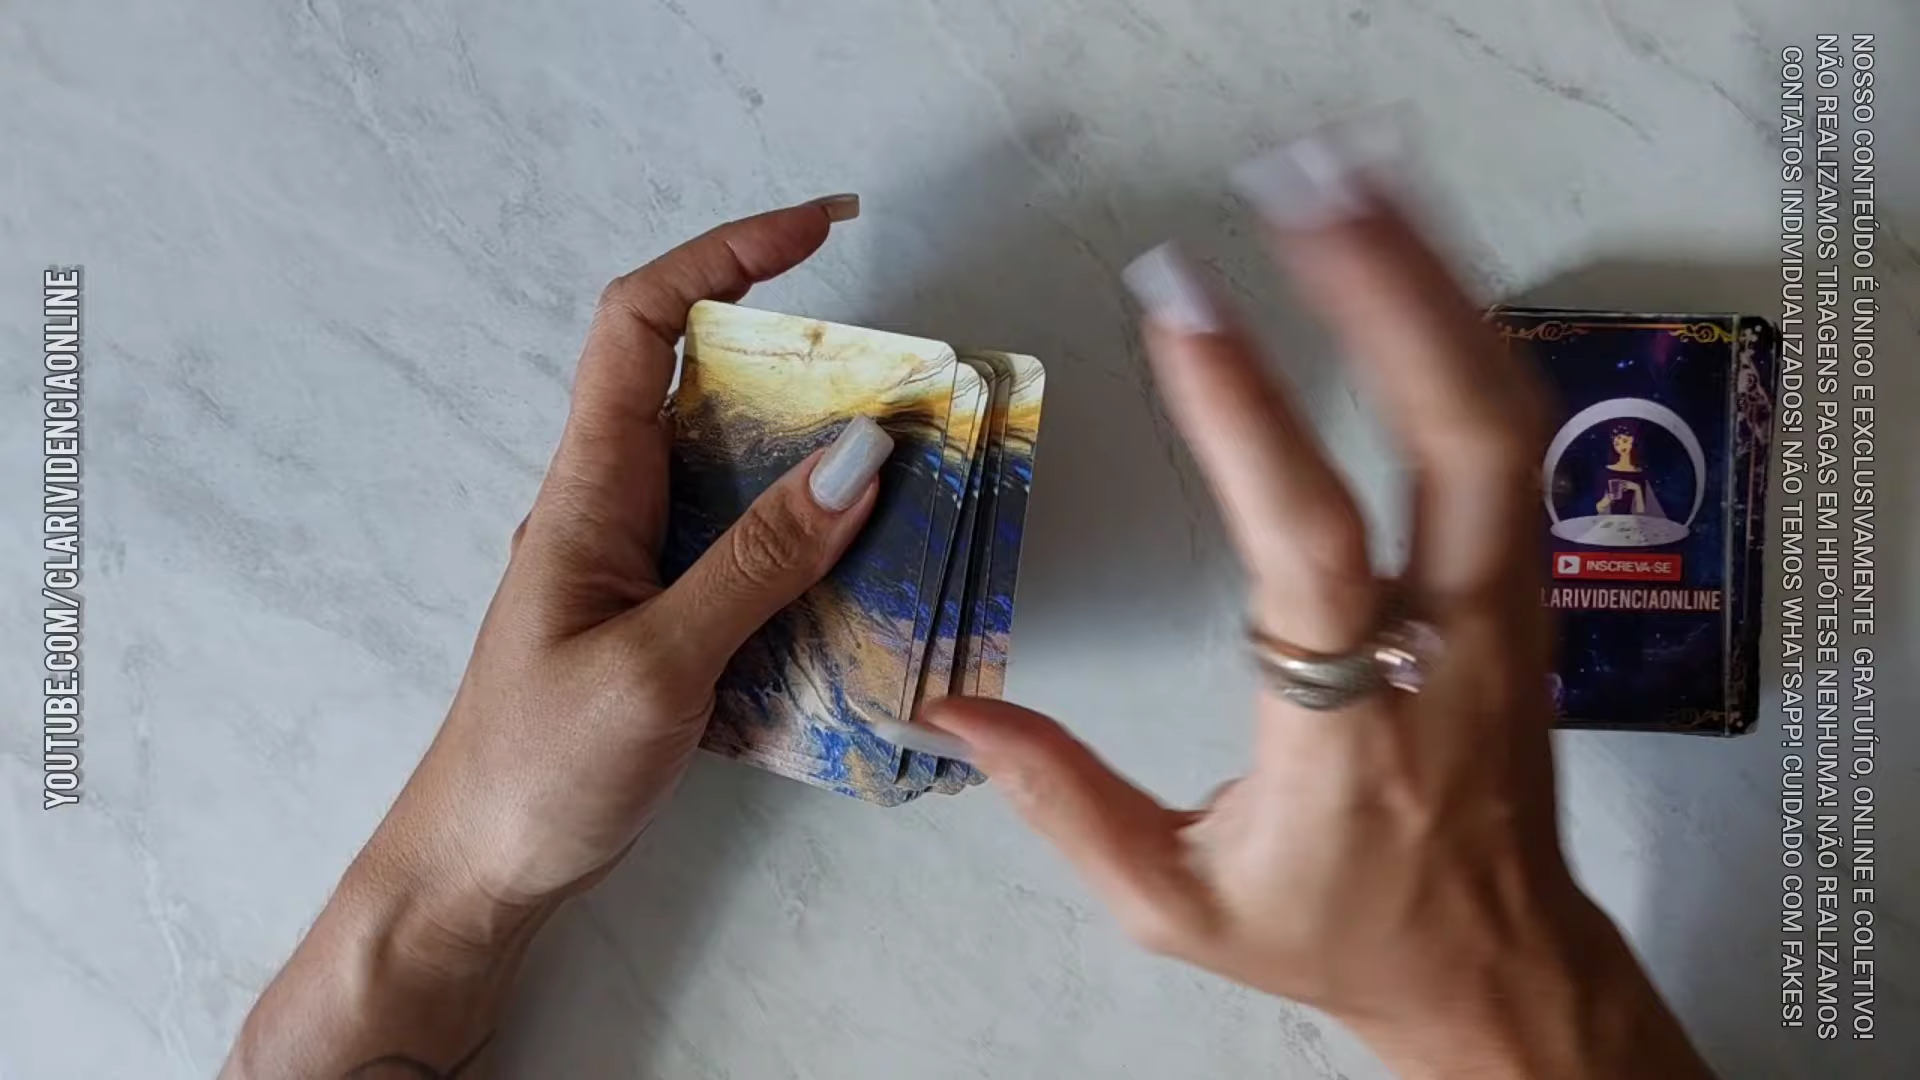 YOUTUBE.COM/CLARIVIDENCIAONLINE
INSCREVA-SE
LARIVIDENCIAONLINE
NOSSO CONTEÚDO É ÚNICO E EXCLUSIVAMENTE GRATUÍTO, ONLINE E COLETIVO!
NÃO REALIZAMOS TIRAGENS PAGAS EM HIPÓTESE NENHUMA! NÃO REALIZAMOS
CONTATOS INDIVIDUALIZADOS! NÃO TEMOS WHATSAPP! CUIDADO COM FAKES!